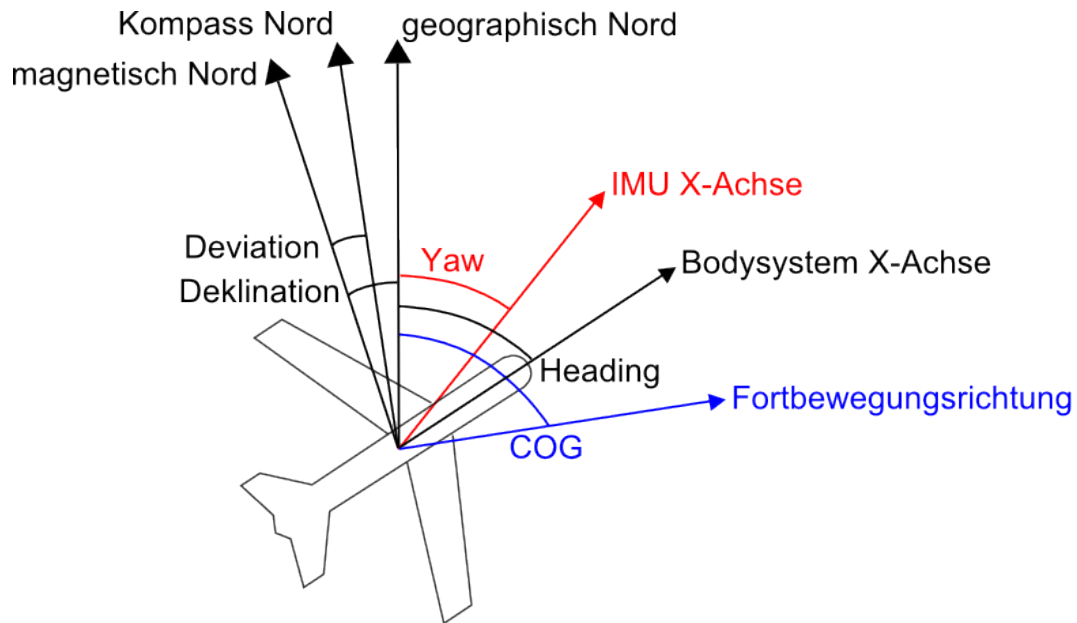 Kompass Nord
geographisch Nord
magnetisch Nord
IMU X-Achse
Deviation
Yaw
Bodysystem X-Achse
Deklination
Heading
Fortbewegungsrichtung
COG